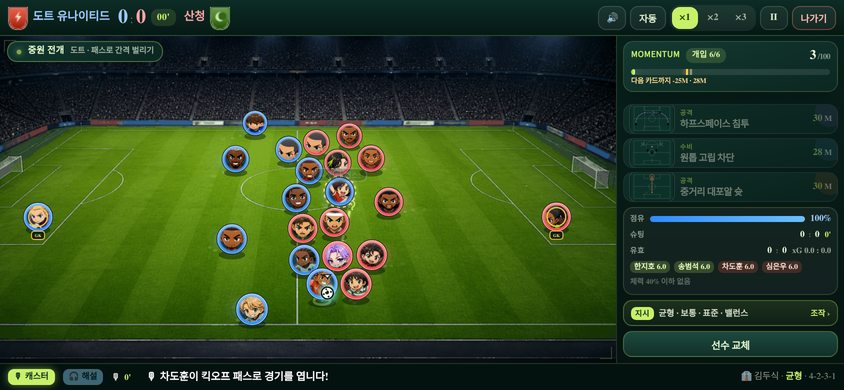 도트 유나이티드 0 : 0 00' 산청
자동 ×1 ×2 ×3 나가기
중원 전개 도트 · 패스로 간격 벌리기
MOMENTUM 개입 6/6 3 /100
다음 카드까지 -25M · 28M
공격
하프스페이스 침투 30 M
수비
원톱 고립 차단 28 M
공격
중거리 대포알 슛 30 M
점유 100%
슈팅 0 : 0 0'
유효 0 : 0 xG 0.0 : 0.0
한지호 6.0 송범석 6.0 차도훈 6.0 심은우 6.0
체력 40% 이하 없음
GK
GK
지시 균형 · 보통 · 표준 · 밸런스 조작 ›
선수 교체
캐스터 해설 0' 차도훈이 킥오프 패스로 경기를 엽니다! 김두식 · 균형 · 4-2-3-1